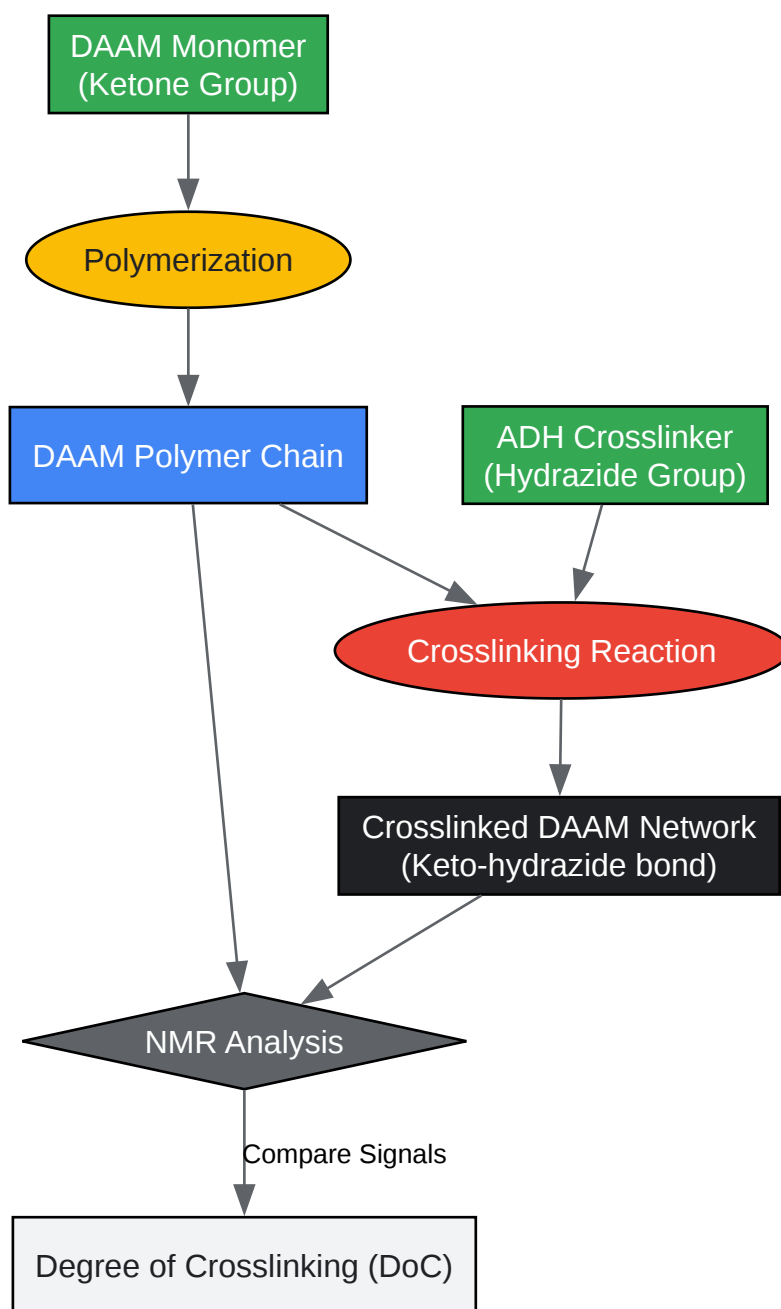 DAAM Monomer
(Ketone Group)
Polymerization
DAAM Polymer Chain
ADH Crosslinker
(Hydrazide Group)
Crosslinking Reaction
Crosslinked DAAM Network
(Keto-hydrazide bond)
NMR Analysis
Compare Signals
Degree of Crosslinking (DoC)